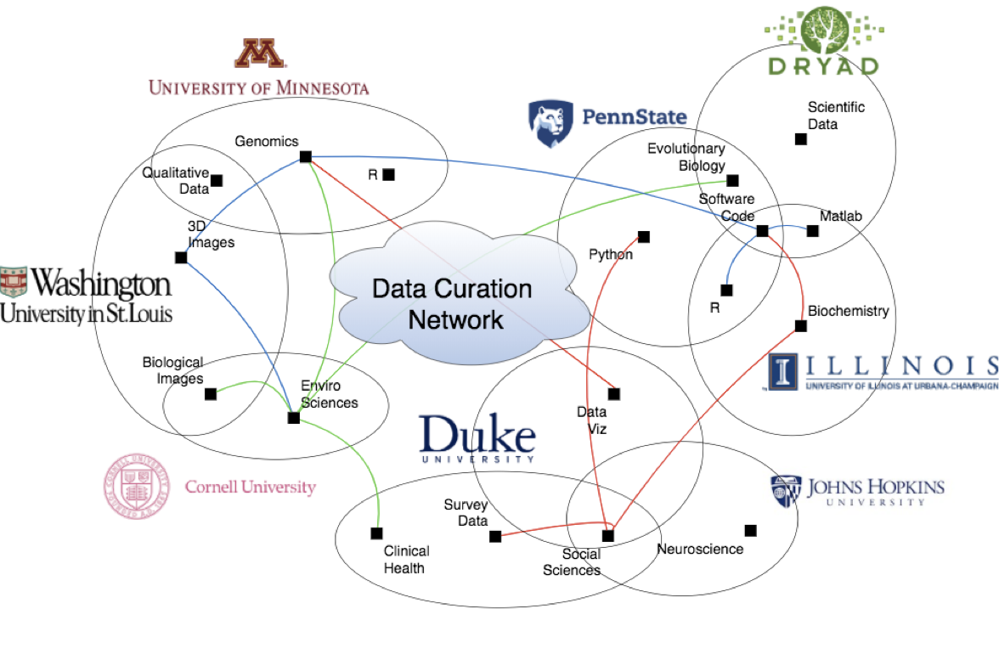 DRYAD
UNIVERSITY OF MINNESOTA
PennState
Scientific
Data
Genomics
Evolutionary
Biology
Qualitative
Data
R
Software
Code
Matlab
3D
Images
Python
Washington
University in St. Louis
Data Curation
Network
R
Biochemistry
ILLINOIS
UNIVERSITY OF ILLINOIS AT URBANA-CHAMPAIGN
Biological
Images
Enviro
Sciences
Data
Viz
Duke
UNIVERSITY
Cornell University
JOHNS HOPKINS
UNIVERSITY
Survey
Data
Clinical
Health
Social
Sciences
Neuroscience